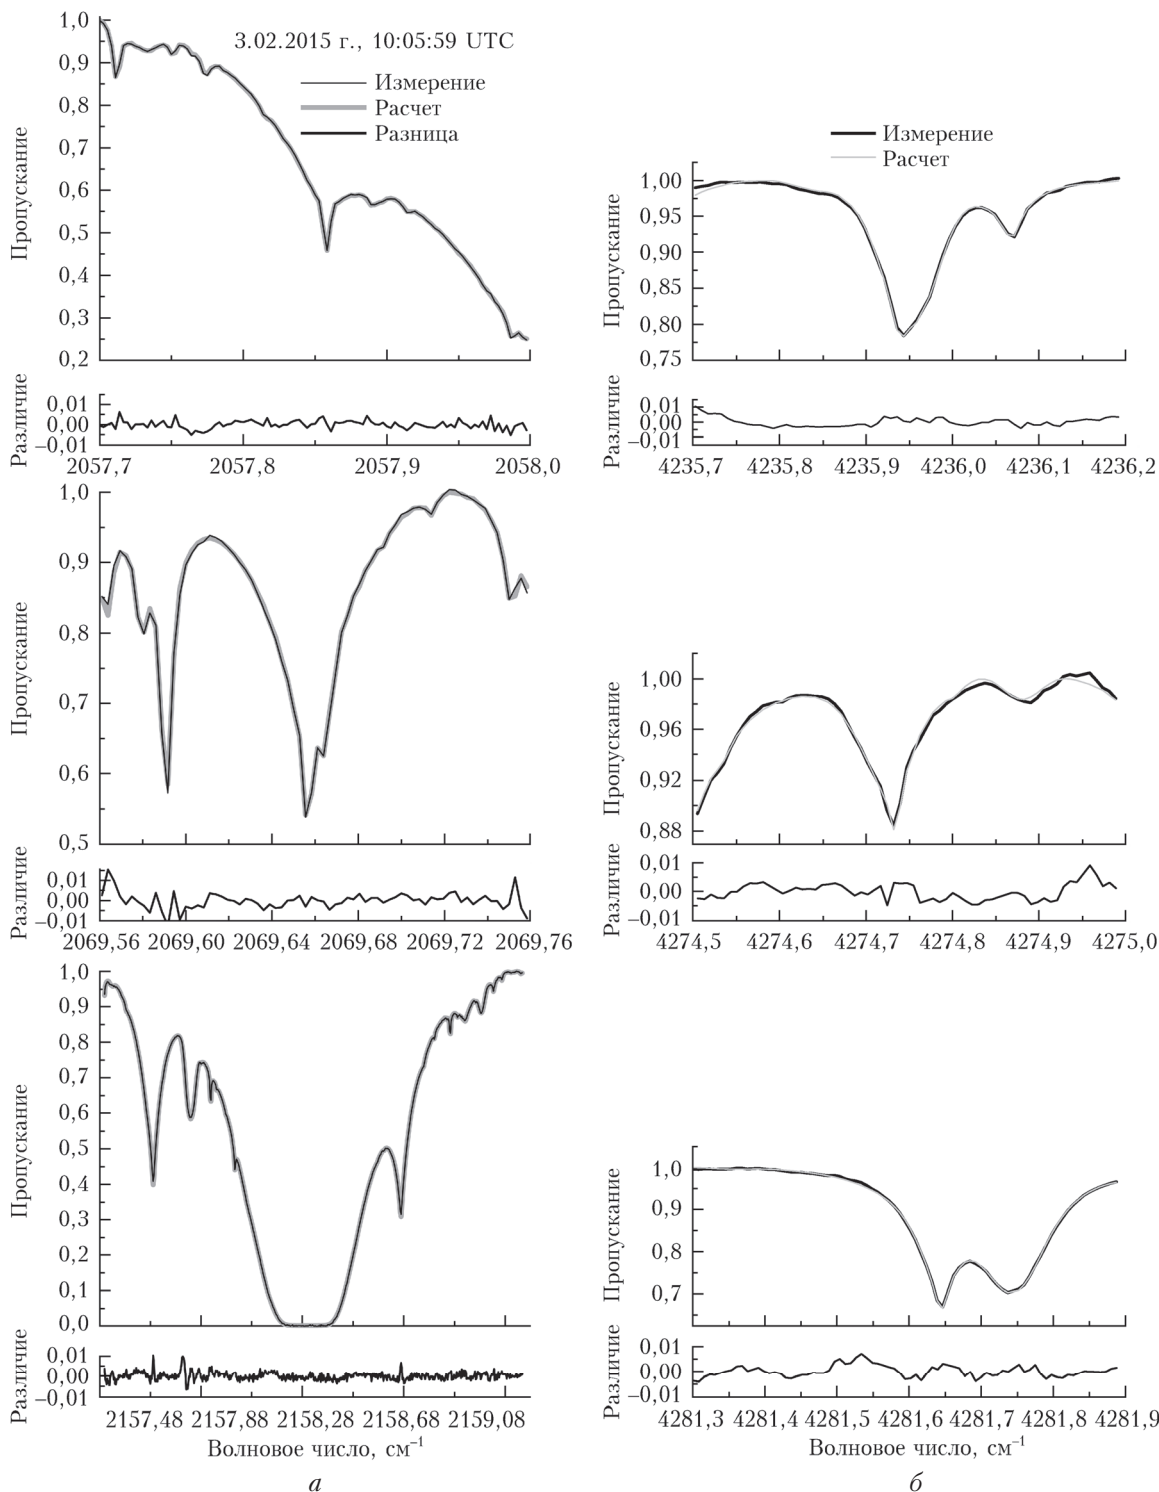 3.02.2015 г., 10:05:59 UTC
Измерение
Расчет
Разница
Пропускание
1,0
0,9
0,8
0,7
0,6
0,5
0,4
0,3
0,2
Различие
0,01
0,00
–0,01
2057,7 2057,8 2057,9 2058,0
Измерение
Расчет
Пропускание
1,00
0,95
0,90
0,85
0,80
0,75
Различие
0,01
0,00
–0,01
4235,7 4235,8 4235,9 4236,0 4236,1 4236,2
Пропускание
1,0
0,9
0,8
0,7
0,6
0,5
Различие
0,01
0,00
–0,01
2069,56 2069,60 2069,64 2069,68 2069,72 2069,76
Пропускание
1,00
0,96
0,92
0,88
Различие
0,01
0,00
–0,01
4274,5 4274,6 4274,7 4274,8 4274,9 4275,0
Пропускание
1,0
0,9
0,8
0,7
0,6
0,5
0,4
0,3
0,2
0,1
0,0
Различие
0,01
0,00
–0,01
2157,48 2157,88 2158,28 2158,68 2159,08
Волновое число, см⁻¹
а
Пропускание
1,0
0,9
0,8
0,7
Различие
0,01
0,00
–0,01
4281,3 4281,4 4281,5 4281,6 4281,7 4281,8 4281,9
Волновое число, см⁻¹
б